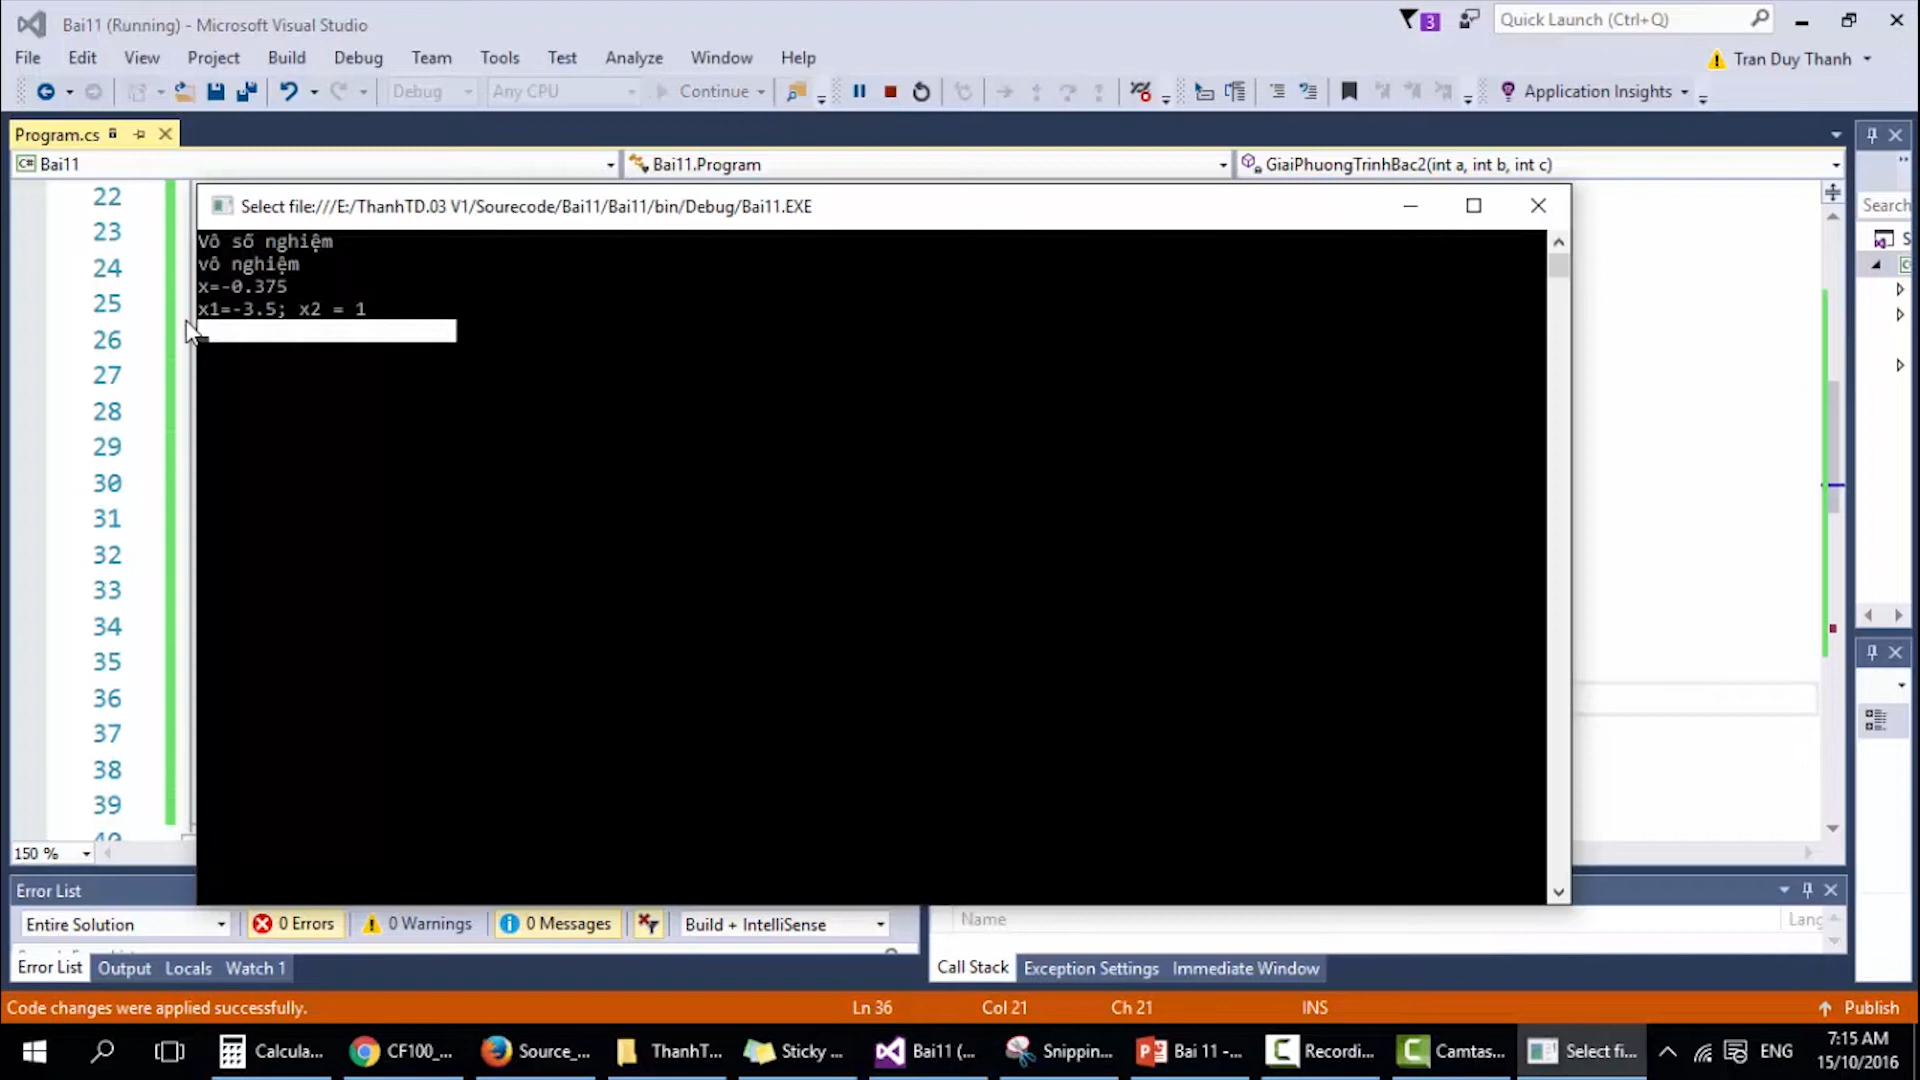 Bai11 (Running) - Microsoft Visual Studio
3
Quick Launch (Ctrl+Q)
File Edit View Project Build Debug Team Tools Test Analyze Window Help
Tran Duy Thanh
Debug Any CPU Continue Application Insights
Program.cs
C# Bai11 Bai11.Program GiaiPhuongTrinhBac2(int a, int b, int c)
Select file:///E:/ThanhTD.03 V1/Sourecode/Bai11/Bai11/bin/Debug/Bai11.EXE
Search
Vô số nghiệm
vô nghiệm
x=-0.375
x1=-3.5; x2 = 1
22
23
24
25
26
27
28
29
30
31
32
33
34
35
36
37
38
39
150 %
Error List
Entire Solution 0 Errors 0 Warnings 0 Messages Build + IntelliSense
Name Lang
Error List Output Locals Watch 1
Call Stack Exception Settings Immediate Window
Code changes were applied successfully. Ln 36 Col 21 Ch 21 INS Publish
Calcula... CF100_... Source_... ThanhT... Sticky ... Bai11 (... Snippin... Bai 11 -... Recordi... Camtas... Select fi... ENG
7:15 AM
15/10/2016